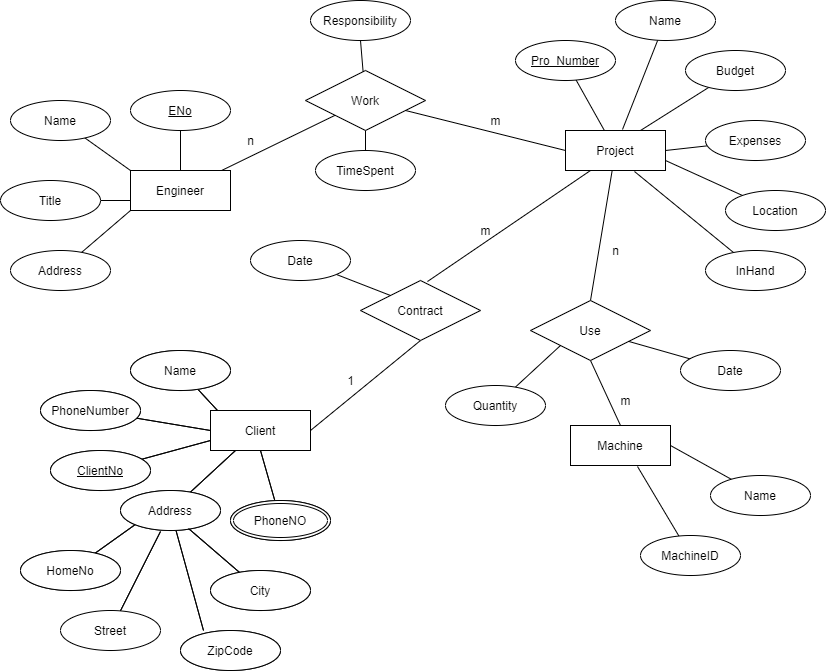 Responsibility
Name
Pro_Number
Budget
Work
ENo
Name
n
m
Expenses
Project
TimeSpent
Engineer
Title
Location
m
Date
n
Address
InHand
Contract
Use
Name
1
Date
m
PhoneNumber
Quantity
Client
Machine
ClientNo
Name
Address
PhoneNO
MachineID
HomeNo
City
Street
ZipCode